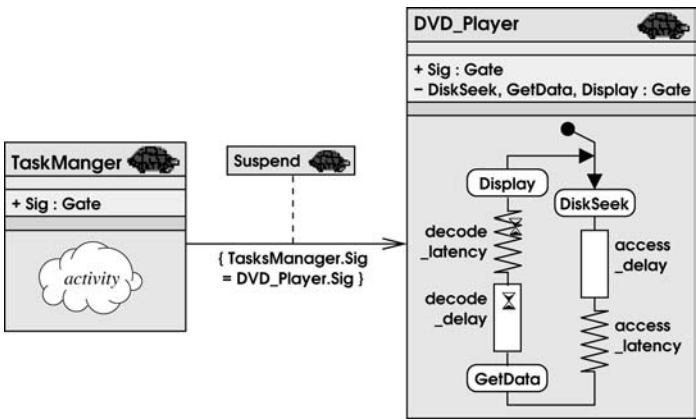 TaskManger
+ Sig : Gate
activity
Suspend
{ TasksManager.Sig
= DVD_Player.Sig }
DVD_Player
+ Sig : Gate
− DiskSeek, GetData, Display : Gate
Display
DiskSeek
decode
_latency
access
_delay
decode
_delay
access
_latency
GetData